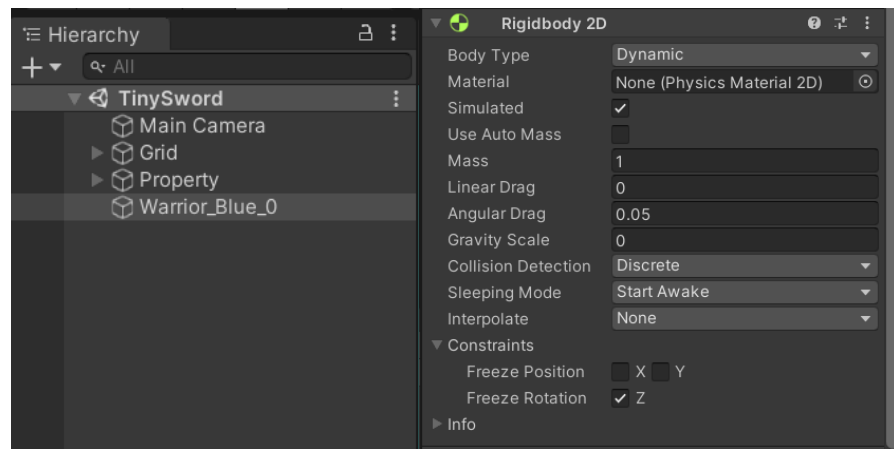 Hierarchy
All
TinySword
Main Camera
Grid
Property
Warrior_Blue_0
Rigidbody 2D
Body Type Dynamic
Material None (Physics Material 2D)
Simulated
Use Auto Mass
Mass 1
Linear Drag 0
Angular Drag 0.05
Gravity Scale 0
Collision Detection Discrete
Sleeping Mode Start Awake
Interpolate None
Constraints
Freeze Position X Y
Freeze Rotation Z
Info